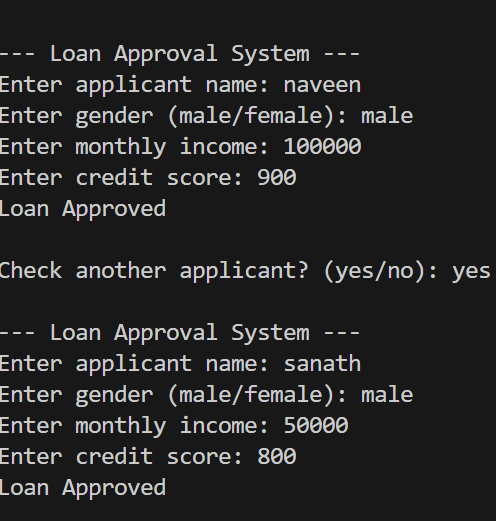 --- Loan Approval System ---
Enter applicant name: naveen
Enter gender (male/female): male
Enter monthly income: 100000
Enter credit score: 900
Loan Approved
Check another applicant? (yes/no): yes
--- Loan Approval System ---
Enter applicant name: sanath
Enter gender (male/female): male
Enter monthly income: 50000
Enter credit score: 800
Loan Approved